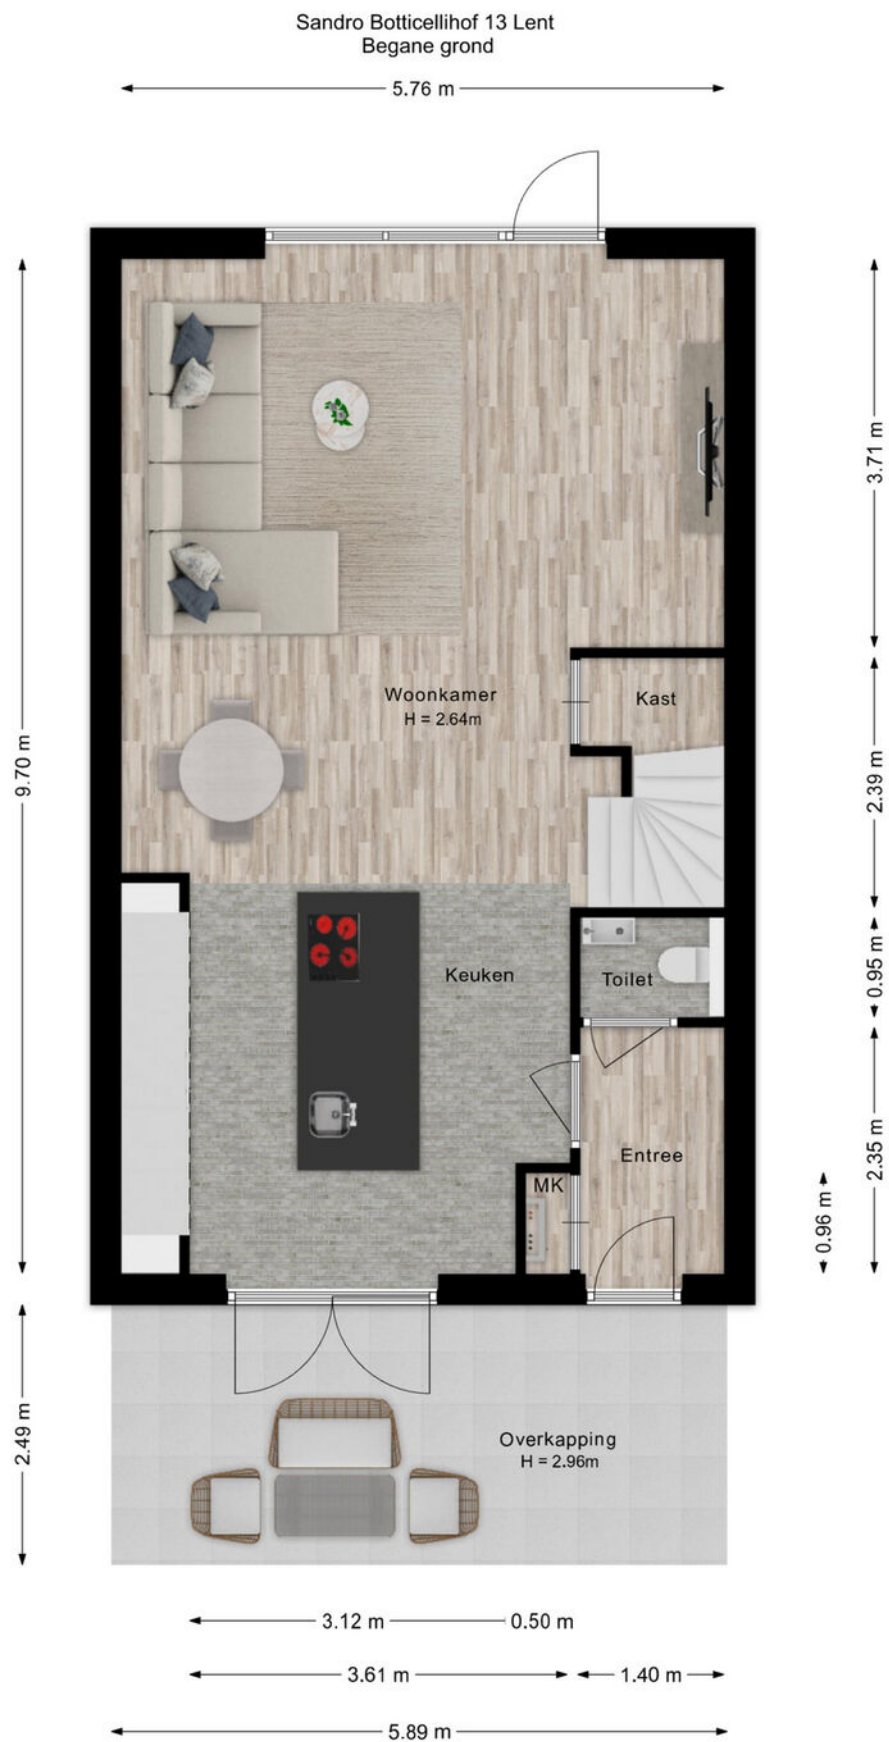 Sandro Botticellihof 13 Lent
Begane grond
5.76 m
3.71 m
Woonkamer
H = 2.64m
Kast
9.70 m
2.39 m
Keuken
Toilet
0.95 m
Entree
2.35 m
MK
0.96 m
2.49 m
Overkapping
H = 2.96m
3.12 m 0.50 m
3.61 m 1.40 m
5.89 m